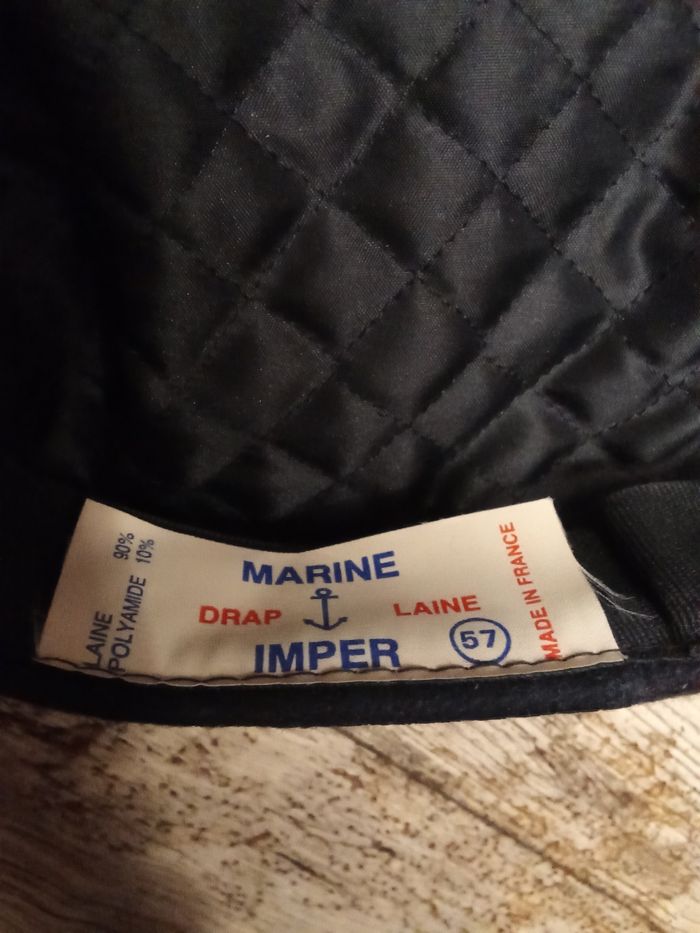 LAINE 90%
POLYAMIDE 10%
MARINE
DRAP LAINE
IMPER
57
MADE IN FRANCE